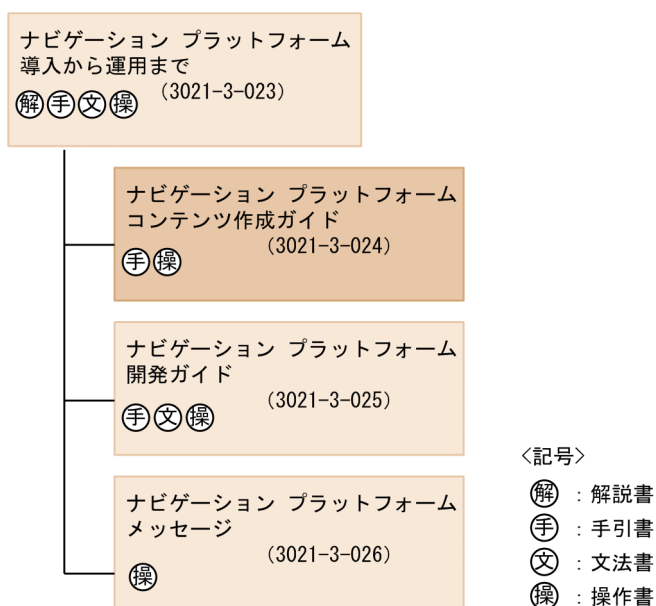 ナビゲーション プラットフォーム
導入から運用まで
解手文操 (3021-3-023)
ナビゲーション プラットフォーム
コンテンツ作成ガイド
(3021-3-024)
手操
ナビゲーション プラットフォーム
開発ガイド
(3021-3-025)
手文操
ナビゲーション プラットフォーム
メッセージ
(3021-3-026)
操
〈記号〉
解 : 解説書
手 : 手引書
文 : 文法書
操 : 操作書